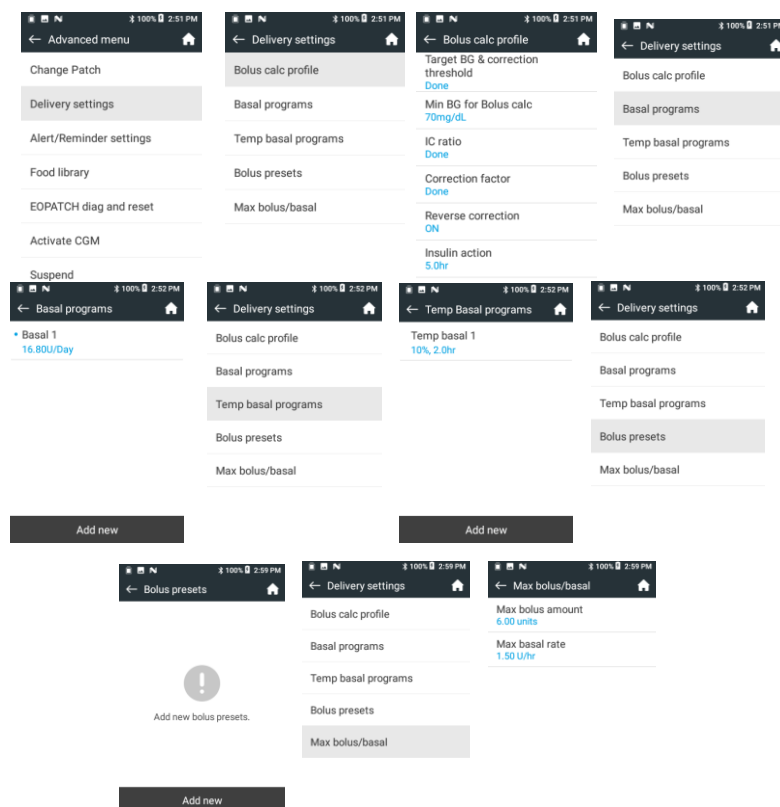 100% 2:51 PM
← Advanced menu
Change Patch
Delivery settings
Alert/Reminder settings
Food library
EOPATCH diag and reset
Activate CGM
Suspend
100% 2:51 PM
← Delivery settings
Bolus calc profile
Basal programs
Temp basal programs
Bolus presets
Max bolus/basal
100% 2:51 PM
← Bolus calc profile
Target BG & correction
threshold
Done
Min BG for Bolus calc
70mg/dL
IC ratio
Done
Correction factor
Done
Reverse correction
ON
Insulin action
5.0hr
100% 2:51 PM
← Delivery settings
Bolus calc profile
Basal programs
Temp basal programs
Bolus presets
Max bolus/basal
100% 2:52 PM
← Basal programs
• Basal 1
16.80U/Day
Add new
100% 2:52 PM
← Delivery settings
Bolus calc profile
Basal programs
Temp basal programs
Bolus presets
Max bolus/basal
100% 2:52 PM
← Temp Basal programs
Temp basal 1
10%, 2.0hr
Add new
100% 2:52 PM
← Delivery settings
Bolus calc profile
Basal programs
Temp basal programs
Bolus presets
Max bolus/basal
100% 2:59 PM
← Bolus presets
Add new bolus presets.
Add new
100% 2:59 PM
← Delivery settings
Bolus calc profile
Basal programs
Temp basal programs
Bolus presets
Max bolus/basal
100% 2:59 PM
← Max bolus/basal
Max bolus amount
6.00 units
Max basal rate
1.50 U/hr